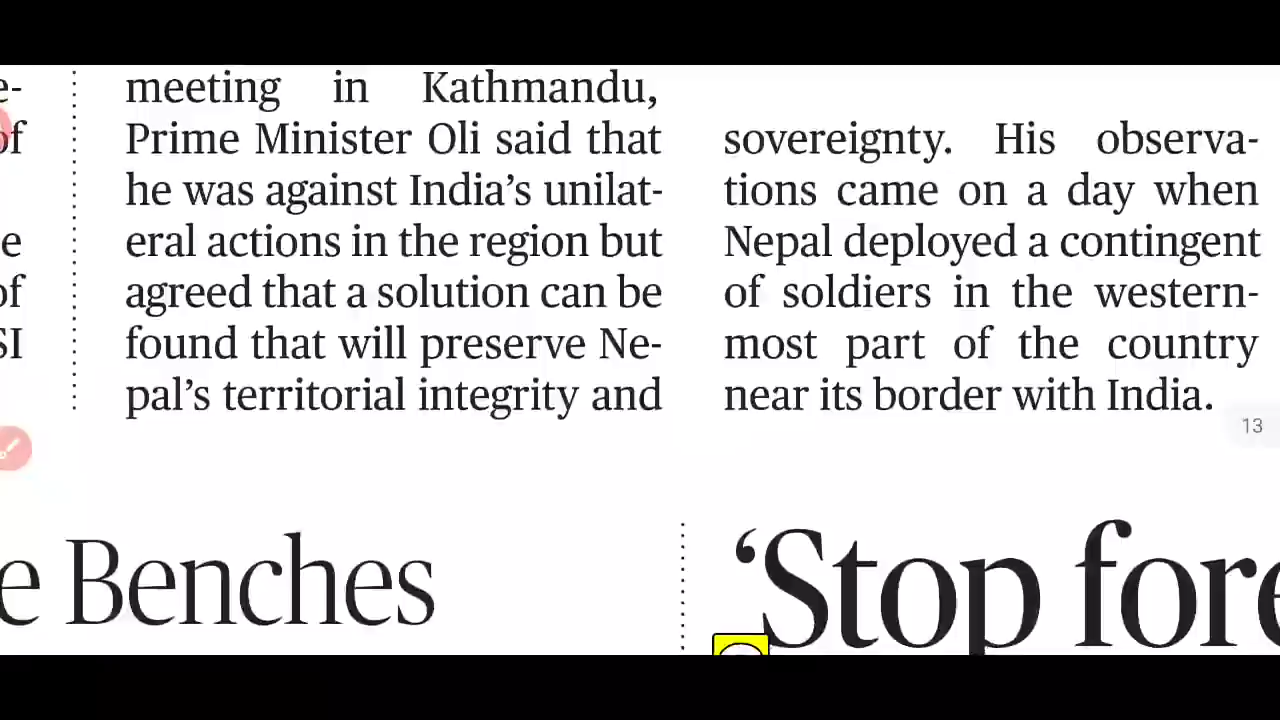 e-
of
e
of
SI
meeting in Kathmandu,
Prime Minister Oli said that
he was against India’s unilat-
eral actions in the region but
agreed that a solution can be
found that will preserve Ne-
pal’s territorial integrity and
sovereignty. His observa-
tions came on a day when
Nepal deployed a contingent
of soldiers in the western-
most part of the country
near its border with India.
13
e Benches
‘Stop fore